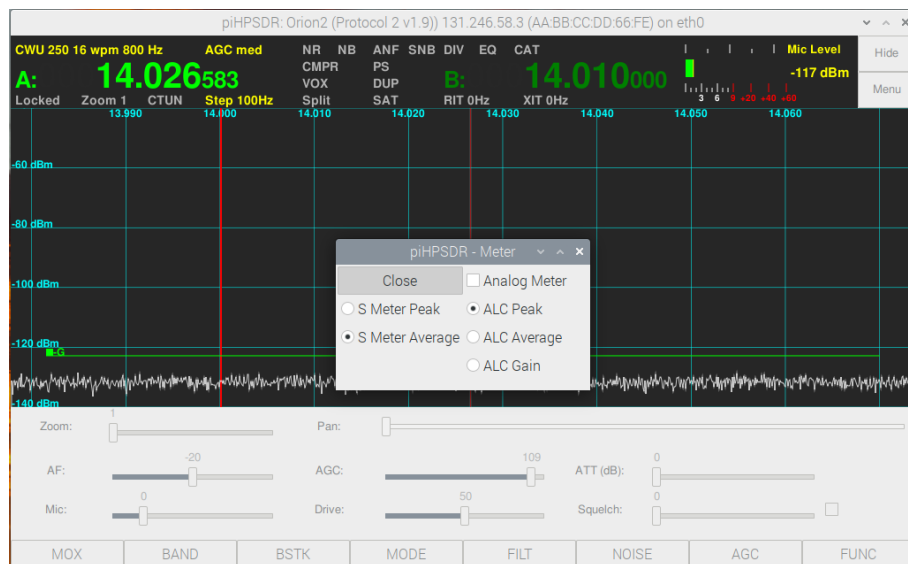 piHPSDR: Orion2 (Protocol 2 v1.9)) 131.246.58.3 (AA:BB:CC:DD:66:FE) on eth0
CWU 250 16 wpm 800 Hz AGC med NR NB ANF SNB DIV EQ CAT Mic Level Hide
CMPR PS
A: 14.026583 VOX DUP B: 14.010000 -117 dBm
Menu
Locked Zoom 1 CTUN Step 100Hz Split SAT RIT 0Hz XIT 0Hz 3 6 9 +20 +40 +60
13.990 14.000 14.010 14.020 14.030 14.040 14.050 14.060
-60 dBm
-80 dBm
piHPSDR - Meter
Close Analog Meter
-100 dBm
S Meter Peak ALC Peak
S Meter Average ALC Average
-120 dBm
-G
ALC Gain
-140 dBm
1
Zoom: Pan:
-20 109 0
AF: AGC: ATT (dB):
0 50 0
Mic: Drive: Squelch:
MOX BAND BSTK MODE FILT NOISE AGC FUNC